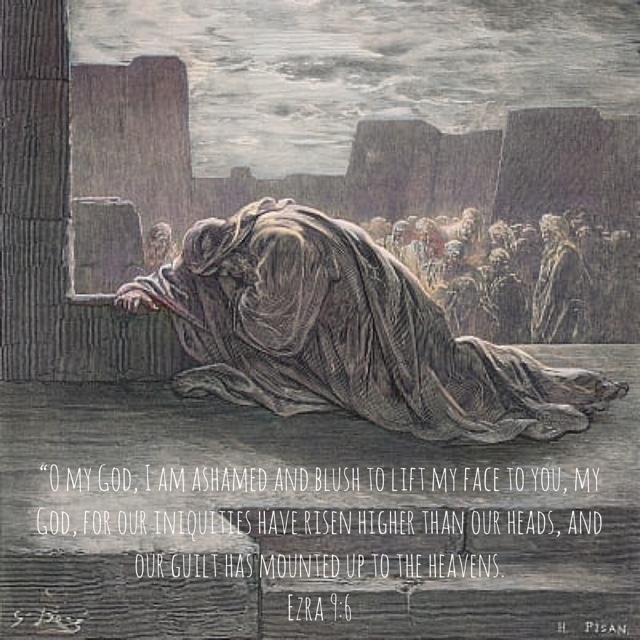 “O my God, I am ashamed and blush to lift my face to you, my
God, for our iniquities have risen higher than our heads, and
our guilt has mounted up to the heavens.
Ezra 9:6
H. PISAN